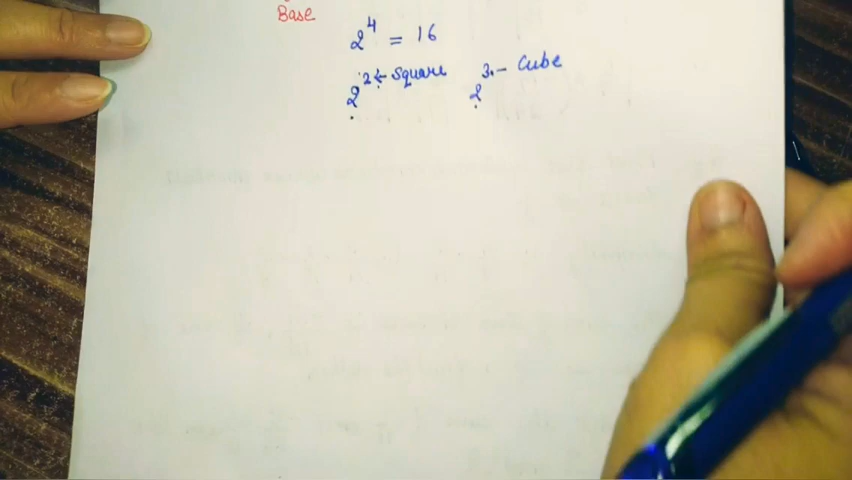 Base
2⁴ = 16
2² ← Square 2³ - Cube